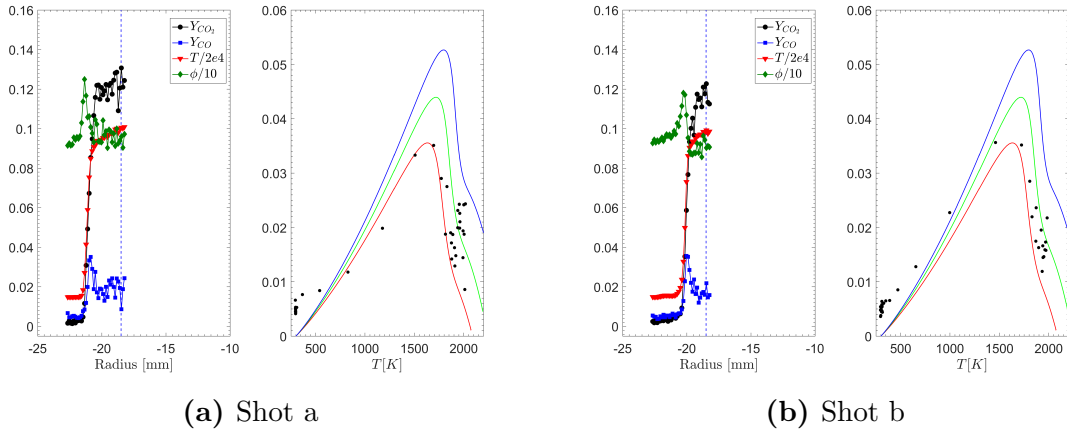 0.16
0.14
0.12
0.1
0.08
0.06
0.04
0.02
0
-25 -20 -15 -10
Radius [mm]
Y_{CO_2}
Y_{CO}
T/2e4
ϕ/10
0.06
0.05
0.04
0.03
0.02
0.01
0
500 1000 1500 2000
T[K]
0.16
0.14
0.12
0.1
0.08
0.06
0.04
0.02
0
-25 -20 -15 -10
Radius [mm]
Y_{CO_2}
Y_{CO}
T/2e4
ϕ/10
0.06
0.05
0.04
0.03
0.02
0.01
0
500 1000 1500 2000
T[K]
(a) Shot a
(b) Shot b